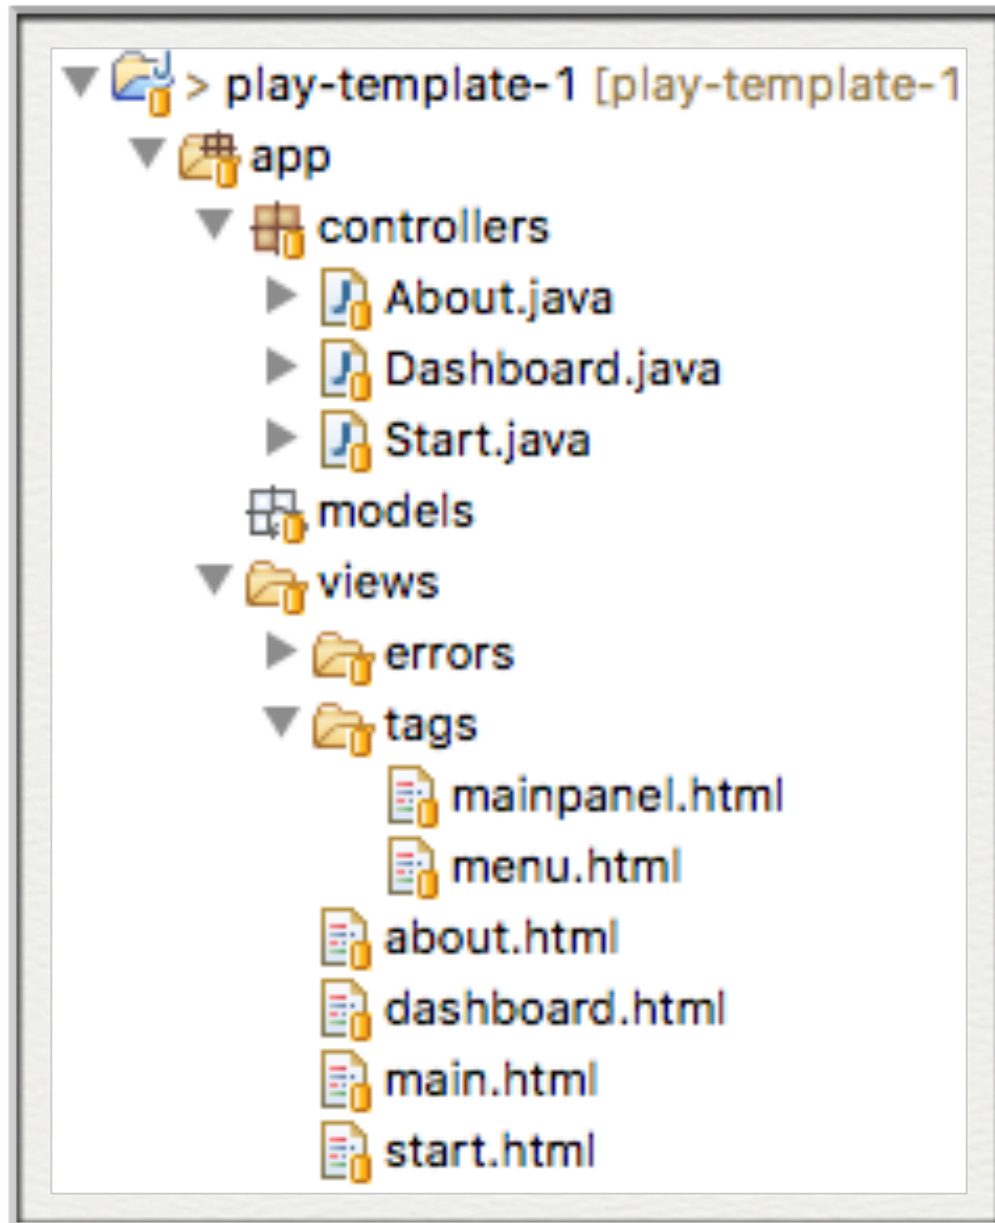 > play-template-1 [play-template-1
app
controllers
About.java
Dashboard.java
Start.java
models
views
errors
tags
mainpanel.html
menu.html
about.html
dashboard.html
main.html
start.html